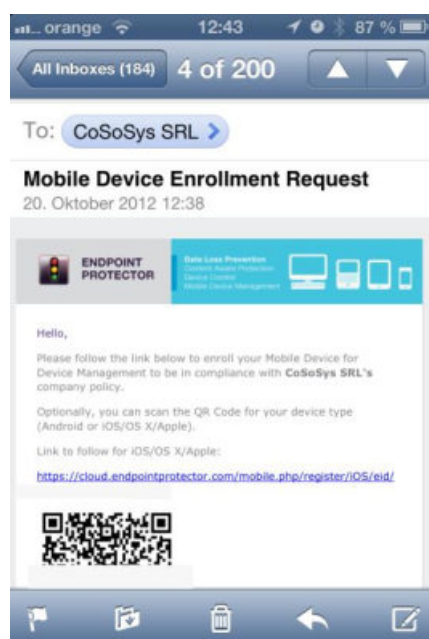 orange 12:43 87 %
All Inboxes (184) 4 of 200
To: CoSoSys SRL
Mobile Device Enrollment Request
20. Oktober 2012 12:38
ENDPOINT
PROTECTOR
Data Loss Prevention
Content Aware Protection
Device Control
Mobile Device Management
Hello,
Please follow the link below to enroll your Mobile Device for
Device Management to be in compliance with CoSoSys SRL's
company policy.
Optionally, you can scan the QR Code for your device type
(Android or iOS/OS X/Apple).
Link to follow for iOS/OS X/Apple:
https://cloud.endpointprotector.com/mobile.php/register/iOS/eid/